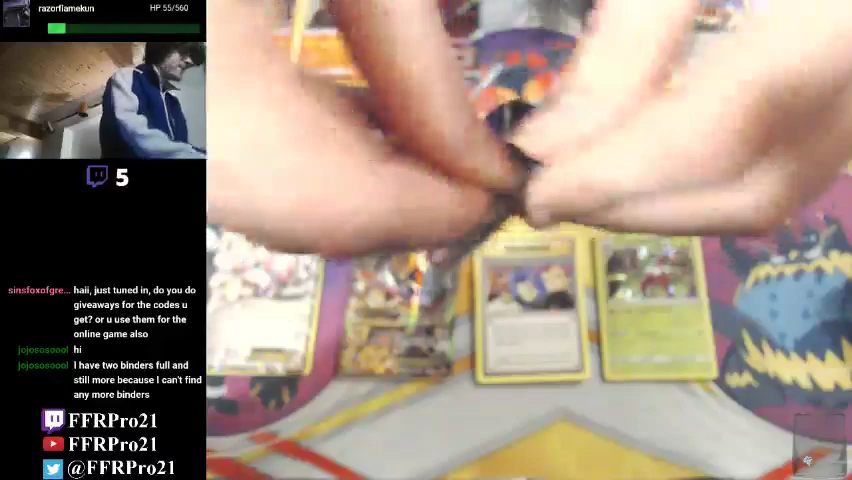 razorflamekun HP 55/560
5
sinsfoxofgre... haii, just tuned in, do you do
giveaways for the codes u
get? or u use them for the
online game also
jojosososool hi
jojosososool I have two binders full and
still more because I can't find
any more binders
FFRPro21
FFRPro21
@FFRPro21